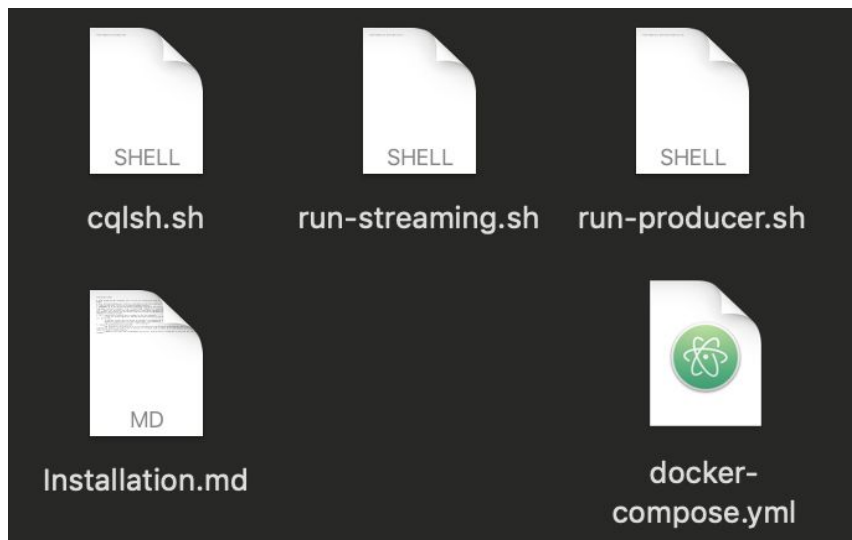 SHELL
SHELL
SHELL
cqlsh.sh
run-streaming.sh
run-producer.sh
MD
Installation.md
docker-
compose.yml